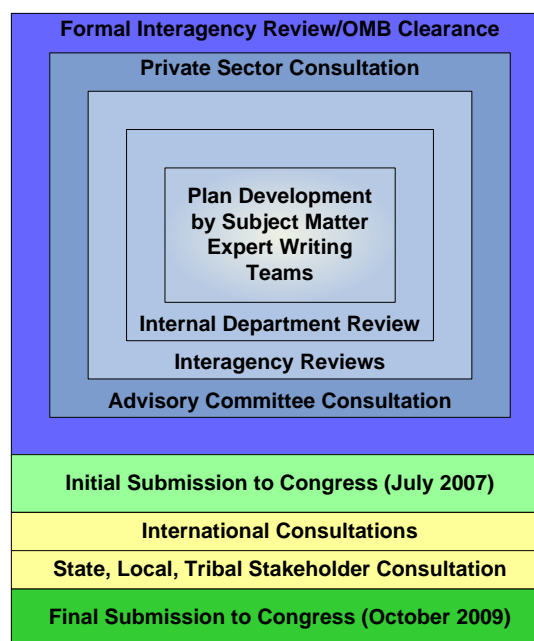 Formal Interagency Review/OMB Clearance
Private Sector Consultation
Plan Development
by Subject Matter
Expert Writing
Teams
Internal Department Review
Interagency Reviews
Advisory Committee Consultation
Initial Submission to Congress (July 2007)
International Consultations
State, Local, Tribal Stakeholder Consultation
Final Submission to Congress (October 2009)